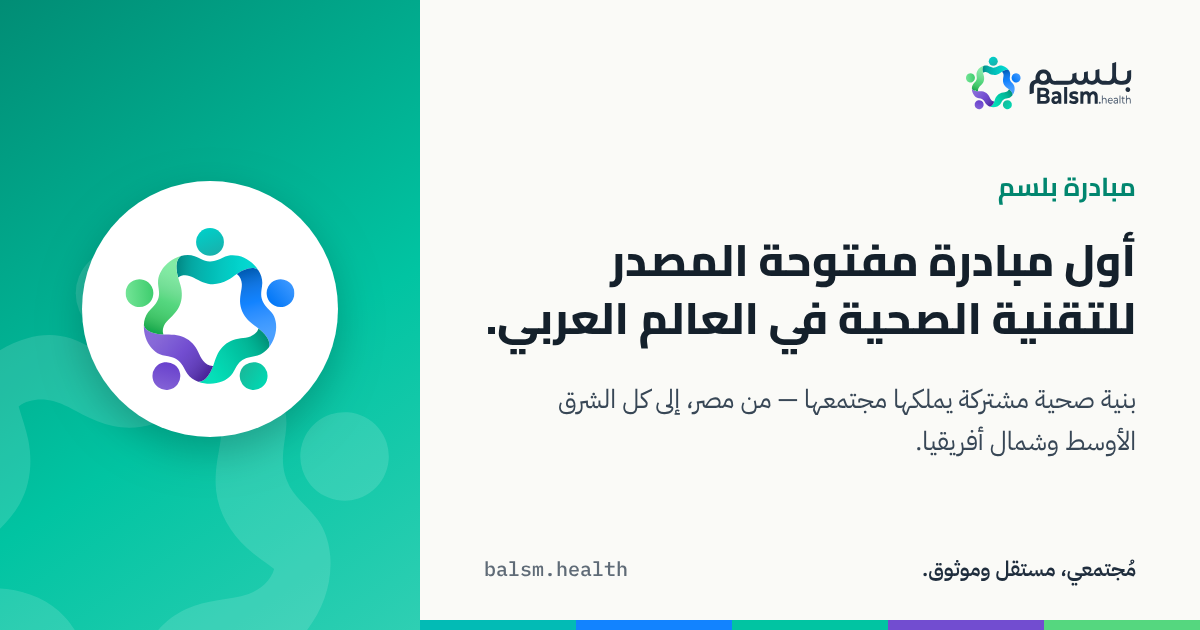 بلسم
Balsm.health
مبادرة بلسم
أول مبادرة مفتوحة المصدر
للتقنية الصحية في العالم العربي.
بنية صحية مشتركة يملكها مجتمعها — من مصر، إلى كل الشرق
الأوسط وشمال أفريقيا.
مُجتمعي، مستقل وموثوق.
balsm.health